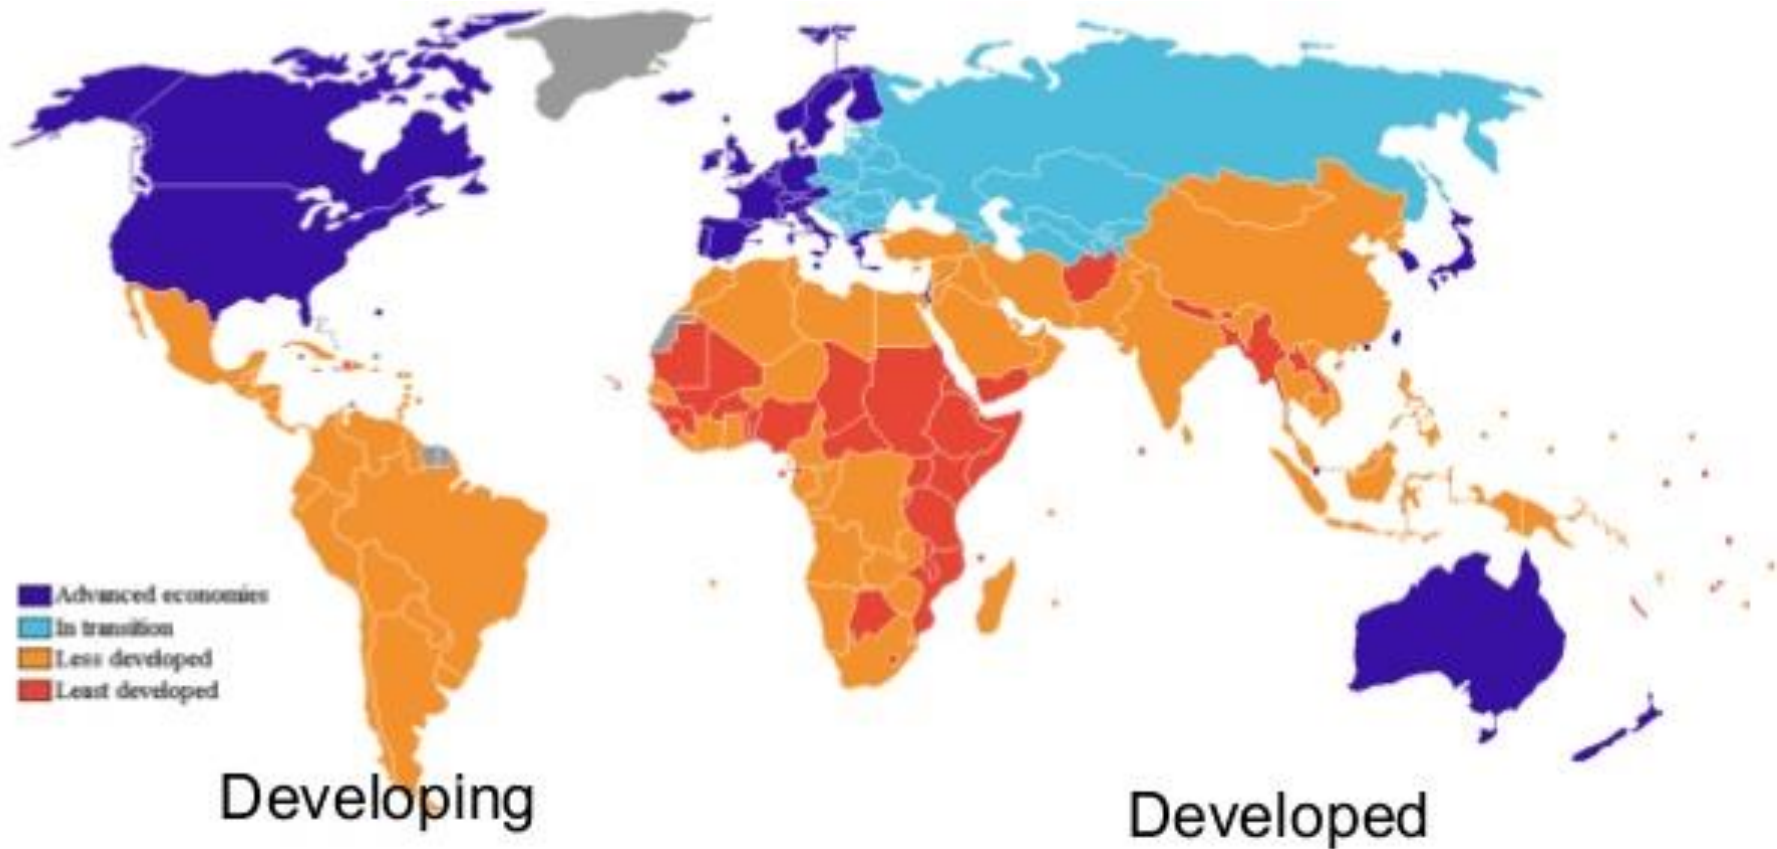 Advanced economies
In transition
Less developed
Least developed
Developing
Developed